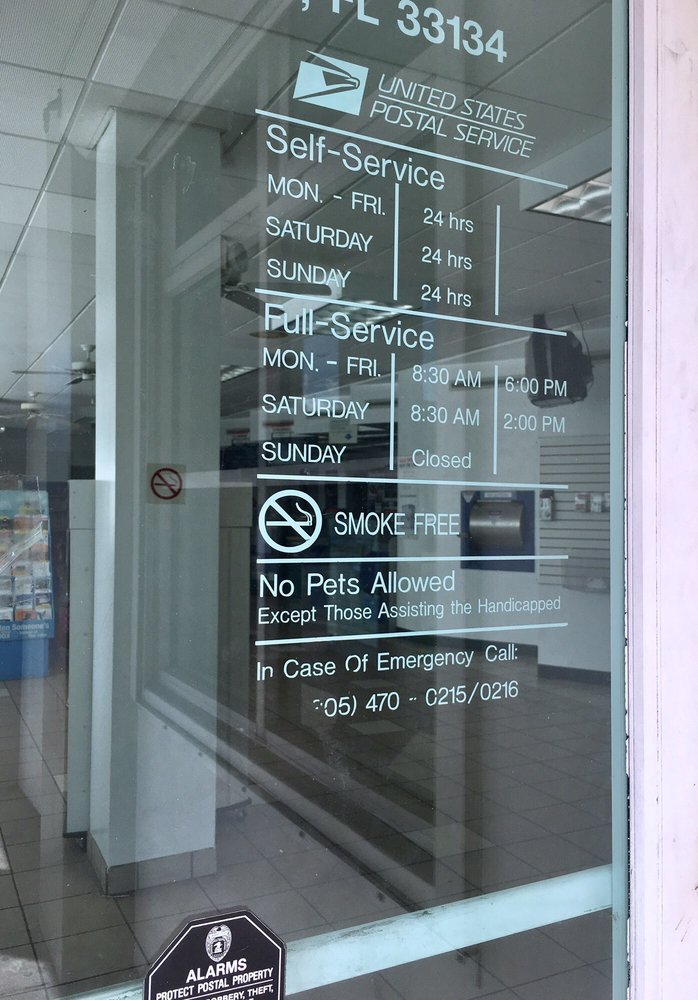 , FL 33134
UNITED STATES
POSTAL SERVICE
Self-Service
MON. - FRI. 24 hrs
SATURDAY 24 hrs
SUNDAY 24 hrs
Full-Service
MON. - FRI. 8:30 AM 6:00 PM
SATURDAY 8:30 AM 2:00 PM
SUNDAY Closed
SMOKE FREE
No Pets Allowed
Except Those Assisting the Handicapped
In Case Of Emergency Call:
05) 470 - 0215/0216
ALARMS
PROTECT POSTAL PROPERTY
ROBBERY, THEFT,